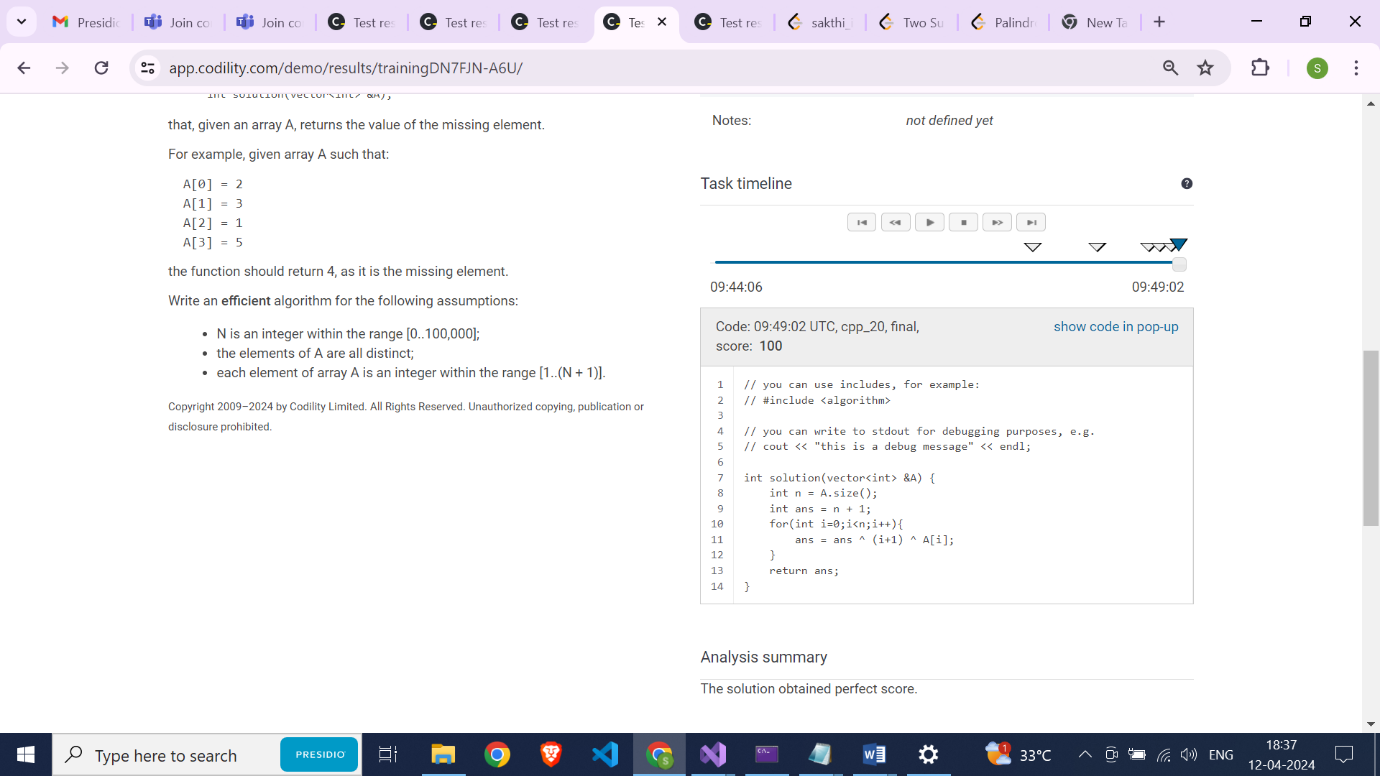 Presidio
Join co
Join co
Test res
Test res
Test res
Tes
Test res
sakthi_
Two Su
Palindr
New Ta
app.codility.com/demo/results/trainingDN7FJN-A6U/
S
int solution(vector<int> &A);
that, given an array A, returns the value of the missing element.
For example, given array A such that:
A[0] = 2
A[1] = 3
A[2] = 1
A[3] = 5
the function should return 4, as it is the missing element.
Write an efficient algorithm for the following assumptions:
• N is an integer within the range [0..100,000];
• the elements of A are all distinct;
• each element of array A is an integer within the range [1..(N + 1)].
Copyright 2009–2024 by Codility Limited. All Rights Reserved. Unauthorized copying, publication or
disclosure prohibited.
Notes: not defined yet
Task timeline
09:44:06 09:49:02
Code: 09:49:02 UTC, cpp_20, final,
score: 100
show code in pop-up
1 // you can use includes, for example:
2 // #include <algorithm>
3
4 // you can write to stdout for debugging purposes, e.g.
5 // cout << "this is a debug message" << endl;
6
7 int solution(vector<int> &A) {
8 int n = A.size();
9 int ans = n + 1;
10 for(int i=0;i<n;i++){
11 ans = ans ^ (i+1) ^ A[i];
12 }
13 return ans;
14 }
Analysis summary
The solution obtained perfect score.
Type here to search
PRESIDIO
1
33°C
ENG
18:37
12-04-2024